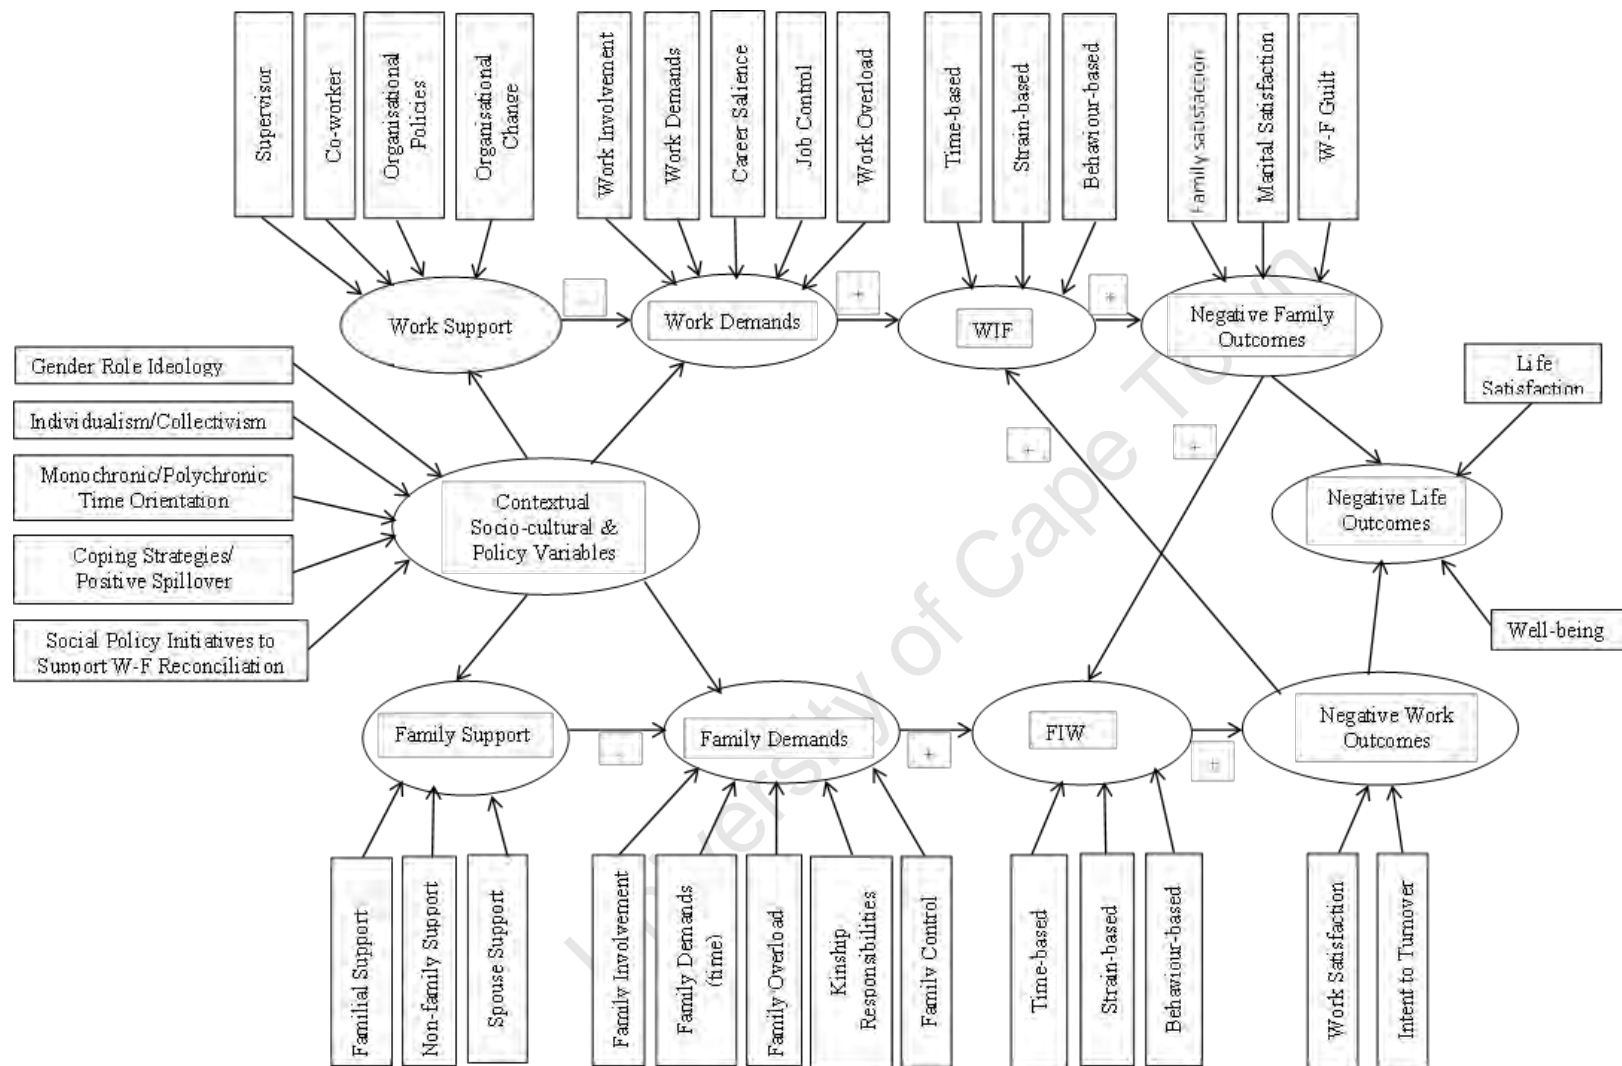 Supervisor
Co-worker
Organisational
Policies
Organisational
Change
Work Involvement
Work Demands
Career Salience
Job Control
Work Overload
Time-based
Strain-based
Behaviour-based
Family satisfaction
Marital Satisfaction
W-F Guilt
Work Support
Work Demands
+
WIF
+
Negative Family
Outcomes
Gender Role Ideology
Individualism/Collectivism
Monochronic/Polychronic
Time Orientation
Coping Strategies/
Positive Spillover
Social Policy Initiatives to
Support W-F Reconciliation
Contextual
Socio-cultural &
Policy Variables
+
+
Life
Satisfaction
Negative Life
Outcomes
Well-being
Family Support
-
Family Demands
+
FIW
+
Negative Work
Outcomes
Familial Support
Non-family Support
Spouse Support
Family Involvement
Family Demands
(time)
Family Overload
Kinship
Responsibilities
Family Control
Time-based
Strain-based
Behaviour-based
Work Satisfaction
Intent to Turnover
University of Cape Town